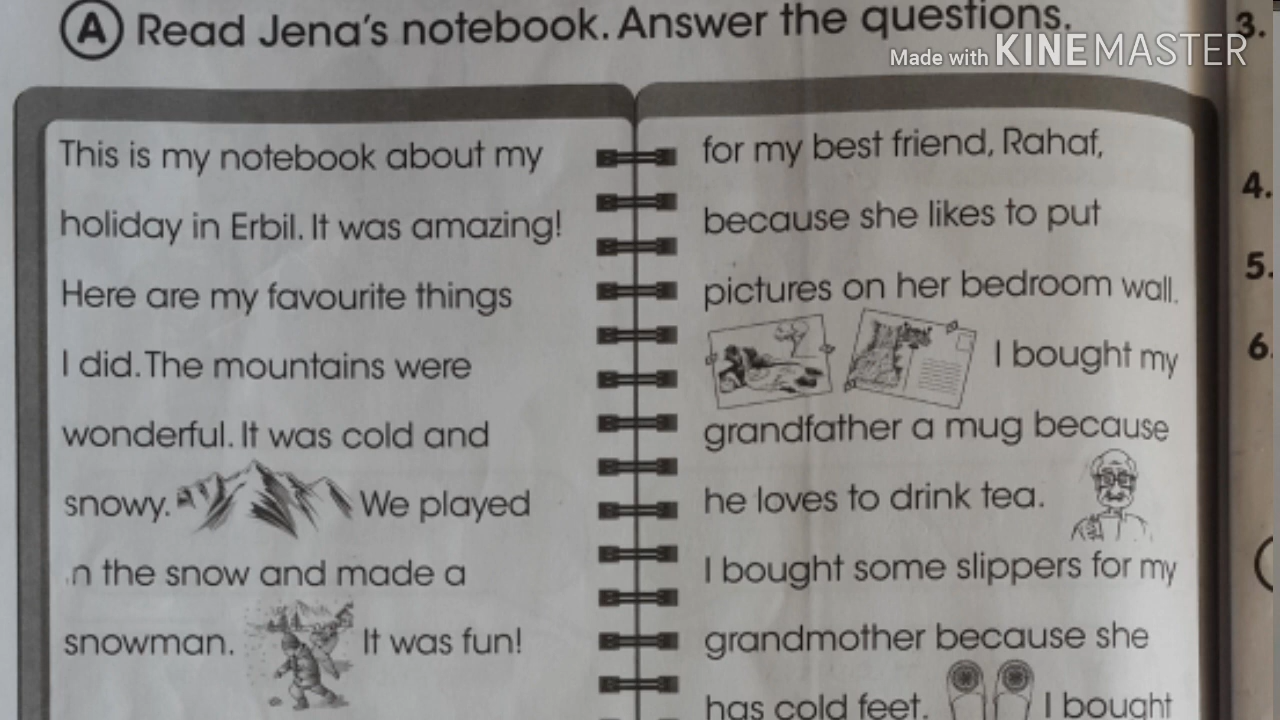 A Read Jena's notebook. Answer the questions.
Made with KINEMASTER
This is my notebook about my
holiday in Erbil. It was amazing!
Here are my favourite things
I did. The mountains were
wonderful. It was cold and
snowy. We played
n the snow and made a
snowman. It was fun!
for my best friend, Rahaf,
because she likes to put
pictures on her bedroom wall.
I bought my
grandfather a mug because
he loves to drink tea.
I bought some slippers for my
grandmother because she
has cold feet. I bought
3.
4.
5.
6.